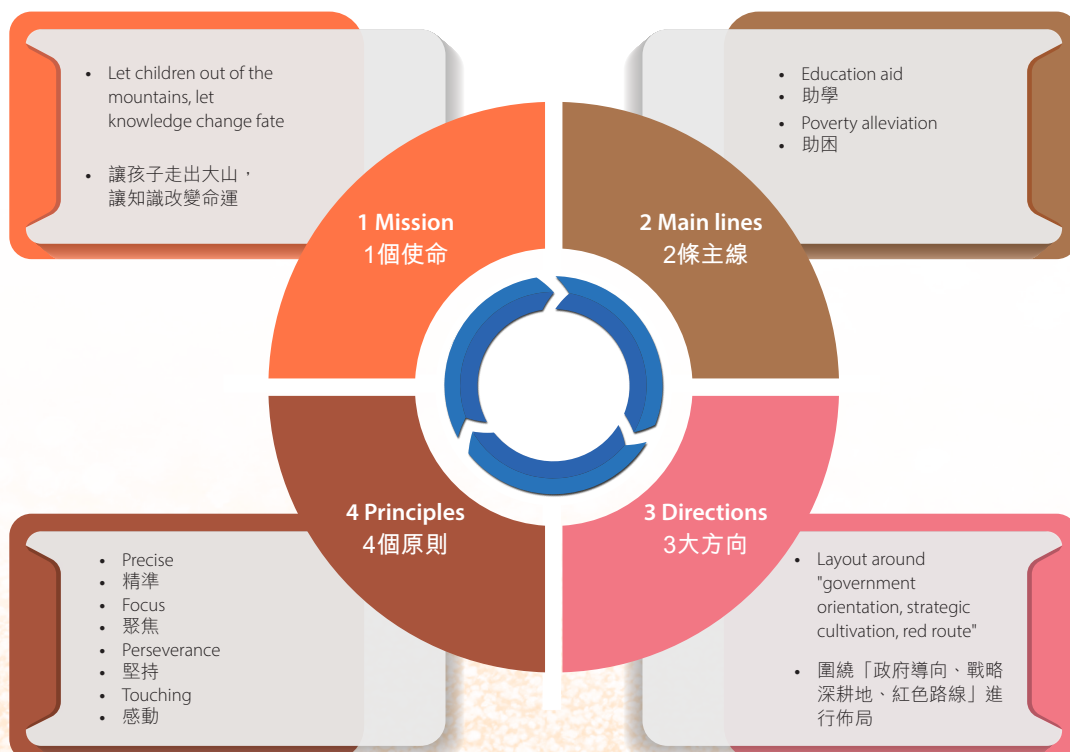 • Let children out of the
mountains, let
knowledge change fate
• 讓孩子走出大山，
讓知識改變命運
1 Mission
1個使命
• Education aid
• 助學
• Poverty alleviation
• 助困
2 Main lines
2條主線
4 Principles
4個原則
• Precise
• 精準
• Focus
• 聚焦
• Perseverance
• 堅持
• Touching
• 感動
3 Directions
3大方向
• Layout around
"government
orientation, strategic
cultivation, red route"
• 圍繞「政府導向、戰略
深耕地、紅色路線」進
行佈局